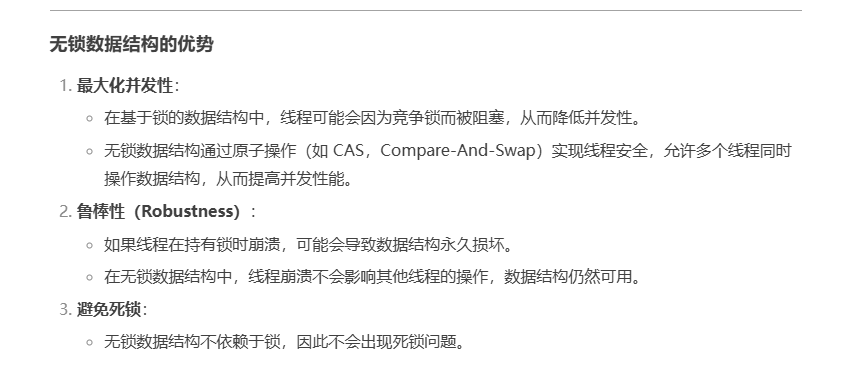 无锁数据结构的优势
1. 最大化并发性：
◦ 在基于锁的数据结构中，线程可能会因为竞争锁而被阻塞，从而降低并发性。
◦ 无锁数据结构通过原子操作（如 CAS，Compare-And-Swap）实现线程安全，允许多个线程同时
操作数据结构，从而提高并发性能。
2. 鲁棒性（Robustness）：
◦ 如果线程在持有锁时崩溃，可能会导致数据结构永久损坏。
◦ 在无锁数据结构中，线程崩溃不会影响其他线程的操作，数据结构仍然可用。
3. 避免死锁：
◦ 无锁数据结构不依赖于锁，因此不会出现死锁问题。